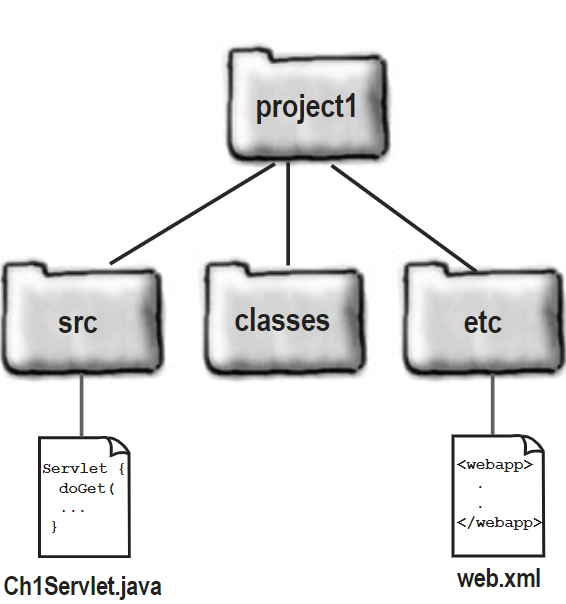 project1
src
classes
etc
Servlet {
doGet(
...
}
<webapp>
.
.
</webapp>
Ch1Servlet.java
web.xml